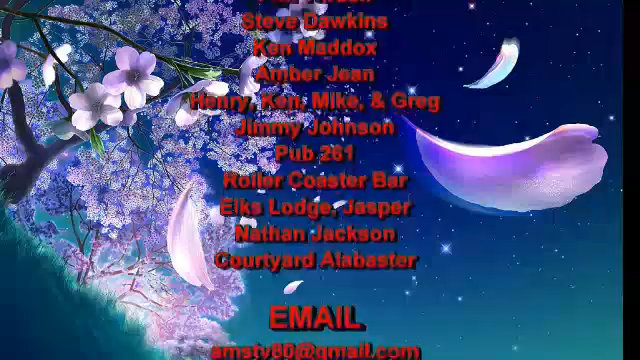 Steve Dawkins
Ken Maddox
Amber Jean
Henry, Ken, Mike, & Greg
Jimmy Johnson
Pub 261
Roller Coaster Bar
Elks Lodge, Jasper
Nathan Jackson
Courtyard Alabaster
EMAIL
amstv80@gmail.com